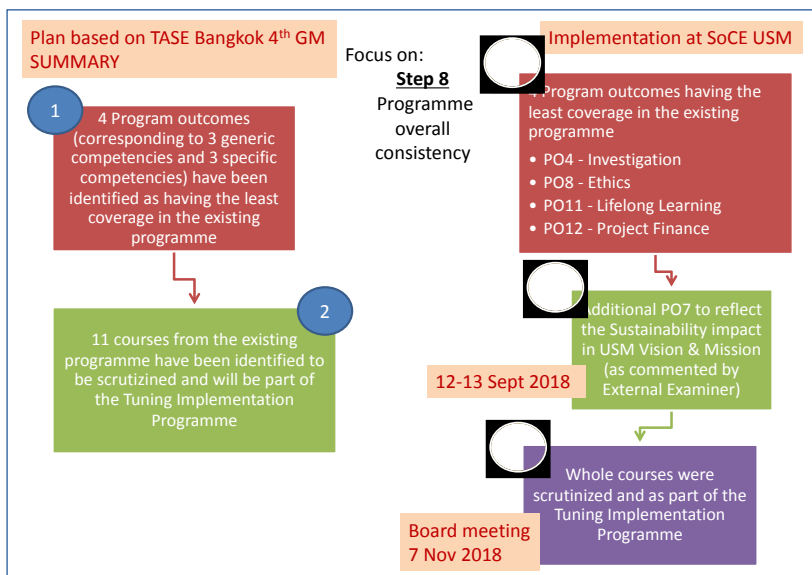 Plan based on TASE Bangkok 4th GM
SUMMARY
1
4 Program outcomes
(corresponding to 3 generic
competencies and 3 specific
competencies) have been
identified as having the least
coverage in the existing
programme
2
11 courses from the existing
programme have been identified to
be scrutinized and will be part of
the Tuning Implementation
Programme
Focus on:
Step 8
Programme
overall
consistency
Implementation at SoCE USM
4 Program outcomes having the
least coverage in the existing
programme
• PO4 - Investigation
• PO8 - Ethics
• PO11 - Lifelong Learning
• PO12 - Project Finance
Additional PO7 to reflect
the Sustainability impact
in USM Vision & Mission
(as commented by
External Examiner)
12-13 Sept 2018
Whole courses were
scrutinized and as part of the
Tuning Implementation
Programme
Board meeting
7 Nov 2018